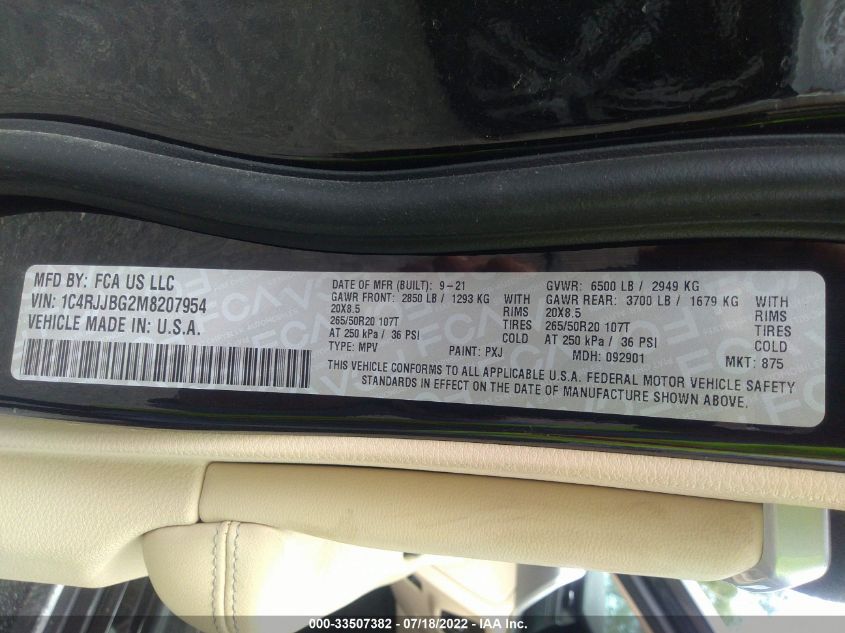 MFD BY: FCA US LLC
VIN: 1C4RJJBG2M8207954
VEHICLE MADE IN: U.S.A.
DATE OF MFR (BUILT): 9-21
GAWR FRONT: 2850 LB / 1293 KG WITH
20X8.5 RIMS
265/50R20 107T TIRES
AT 250 kPa / 36 PSI COLD
TYPE: MPV PAINT: PXJ
GVWR: 6500 LB / 2949 KG
GAWR REAR: 3700 LB / 1679 KG WITH
20X8.5 RIMS
265/50R20 107T TIRES
AT 250 kPa / 36 PSI COLD
MDH: 092901 MKT: 875
THIS VEHICLE CONFORMS TO ALL APPLICABLE U.S.A. FEDERAL MOTOR VEHICLE SAFETY
STANDARDS IN EFFECT ON THE DATE OF MANUFACTURE SHOWN ABOVE.
000-33507382 - 07/18/2022 - IAA Inc.